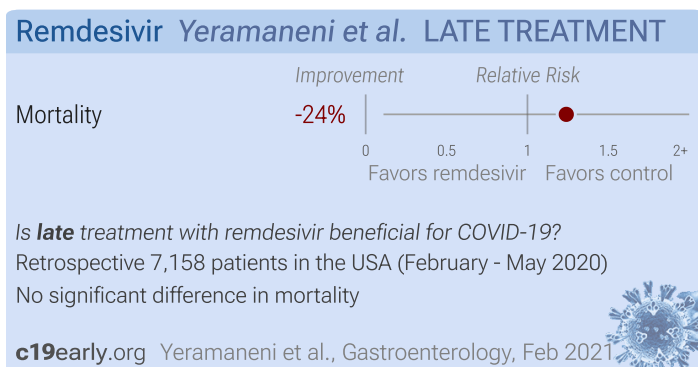 Remdesivir Yeramaneni et al. LATE TREATMENT
Improvement Relative Risk
Mortality -24%
0 0.5 1 1.5 2+
Favors remdesivir Favors control
Is late treatment with remdesivir beneficial for COVID-19?
Retrospective 7,158 patients in the USA (February - May 2020)
No significant difference in mortality
c19early.org Yeramaneni et al., Gastroenterology, Feb 2021